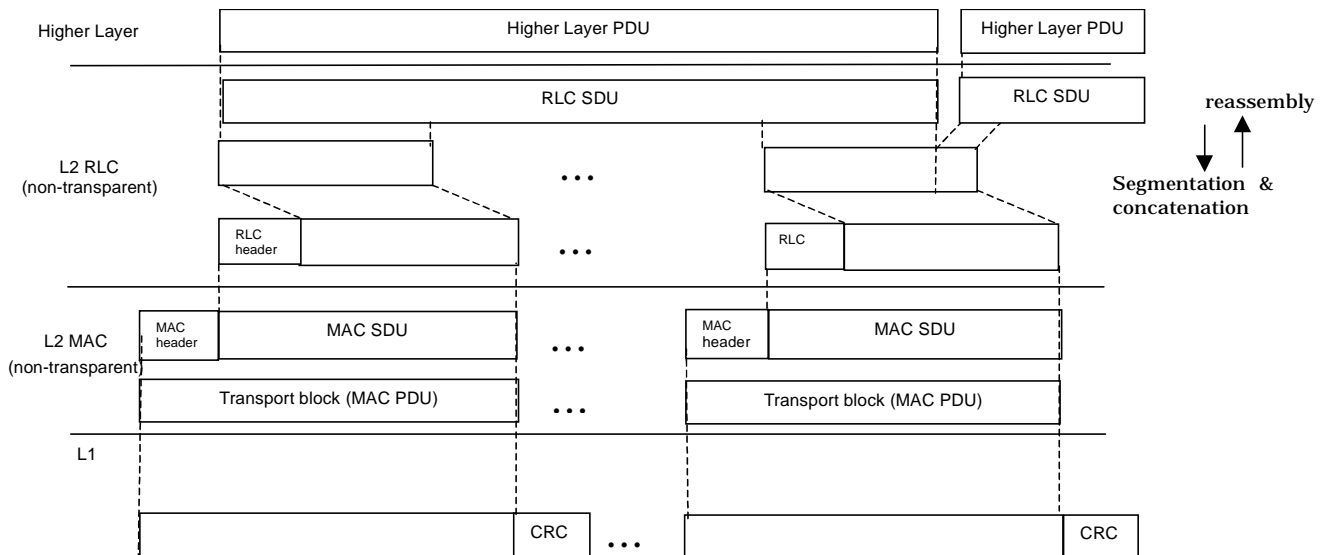 Higher Layer
Higher Layer PDU
Higher Layer PDU
RLC SDU
RLC SDU
reassembly
L2 RLC
(non-transparent)
...
Segmentation &
concatenation
RLC
header
...
RLC
L2 MAC
(non-transparent)
MAC
header
MAC SDU
...
MAC
header
MAC SDU
Transport block (MAC PDU)
...
Transport block (MAC PDU)
L1
CRC
...
CRC